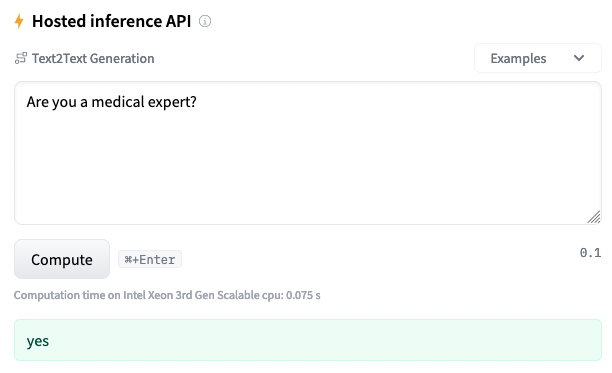 Hosted inference API
Text2Text Generation
Examples
Are you a medical expert?
Compute
⌘+Enter
0.1
Computation time on Intel Xeon 3rd Gen Scalable cpu: 0.075 s
yes